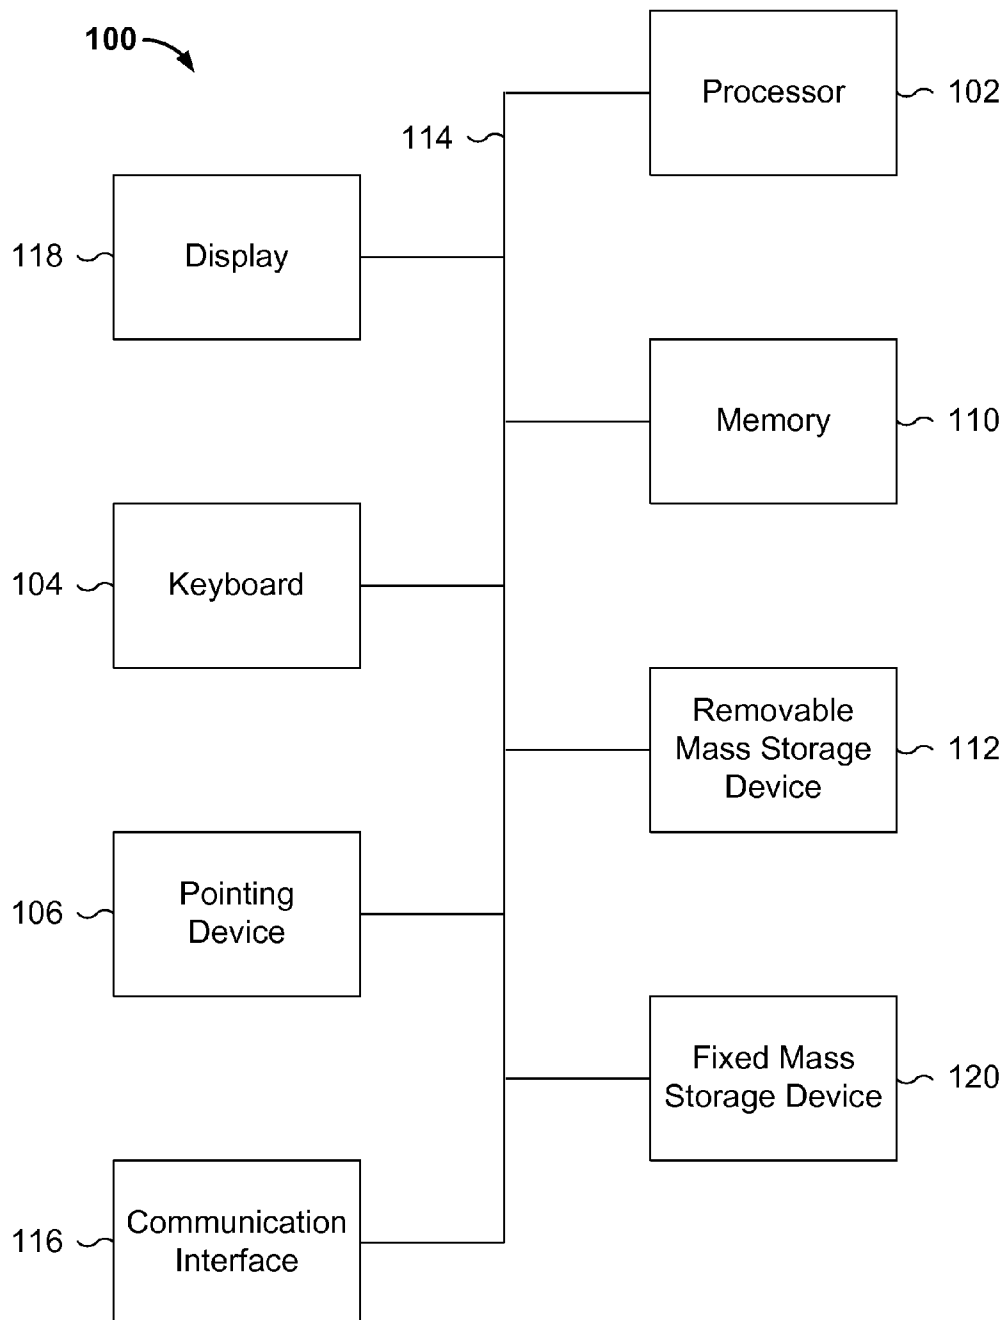 100
Processor
102
114
118
Display
Memory
110
104
Keyboard
Removable
Mass Storage
Device
112
106
Pointing
Device
Fixed Mass
Storage Device
120
116
Communication
Interface